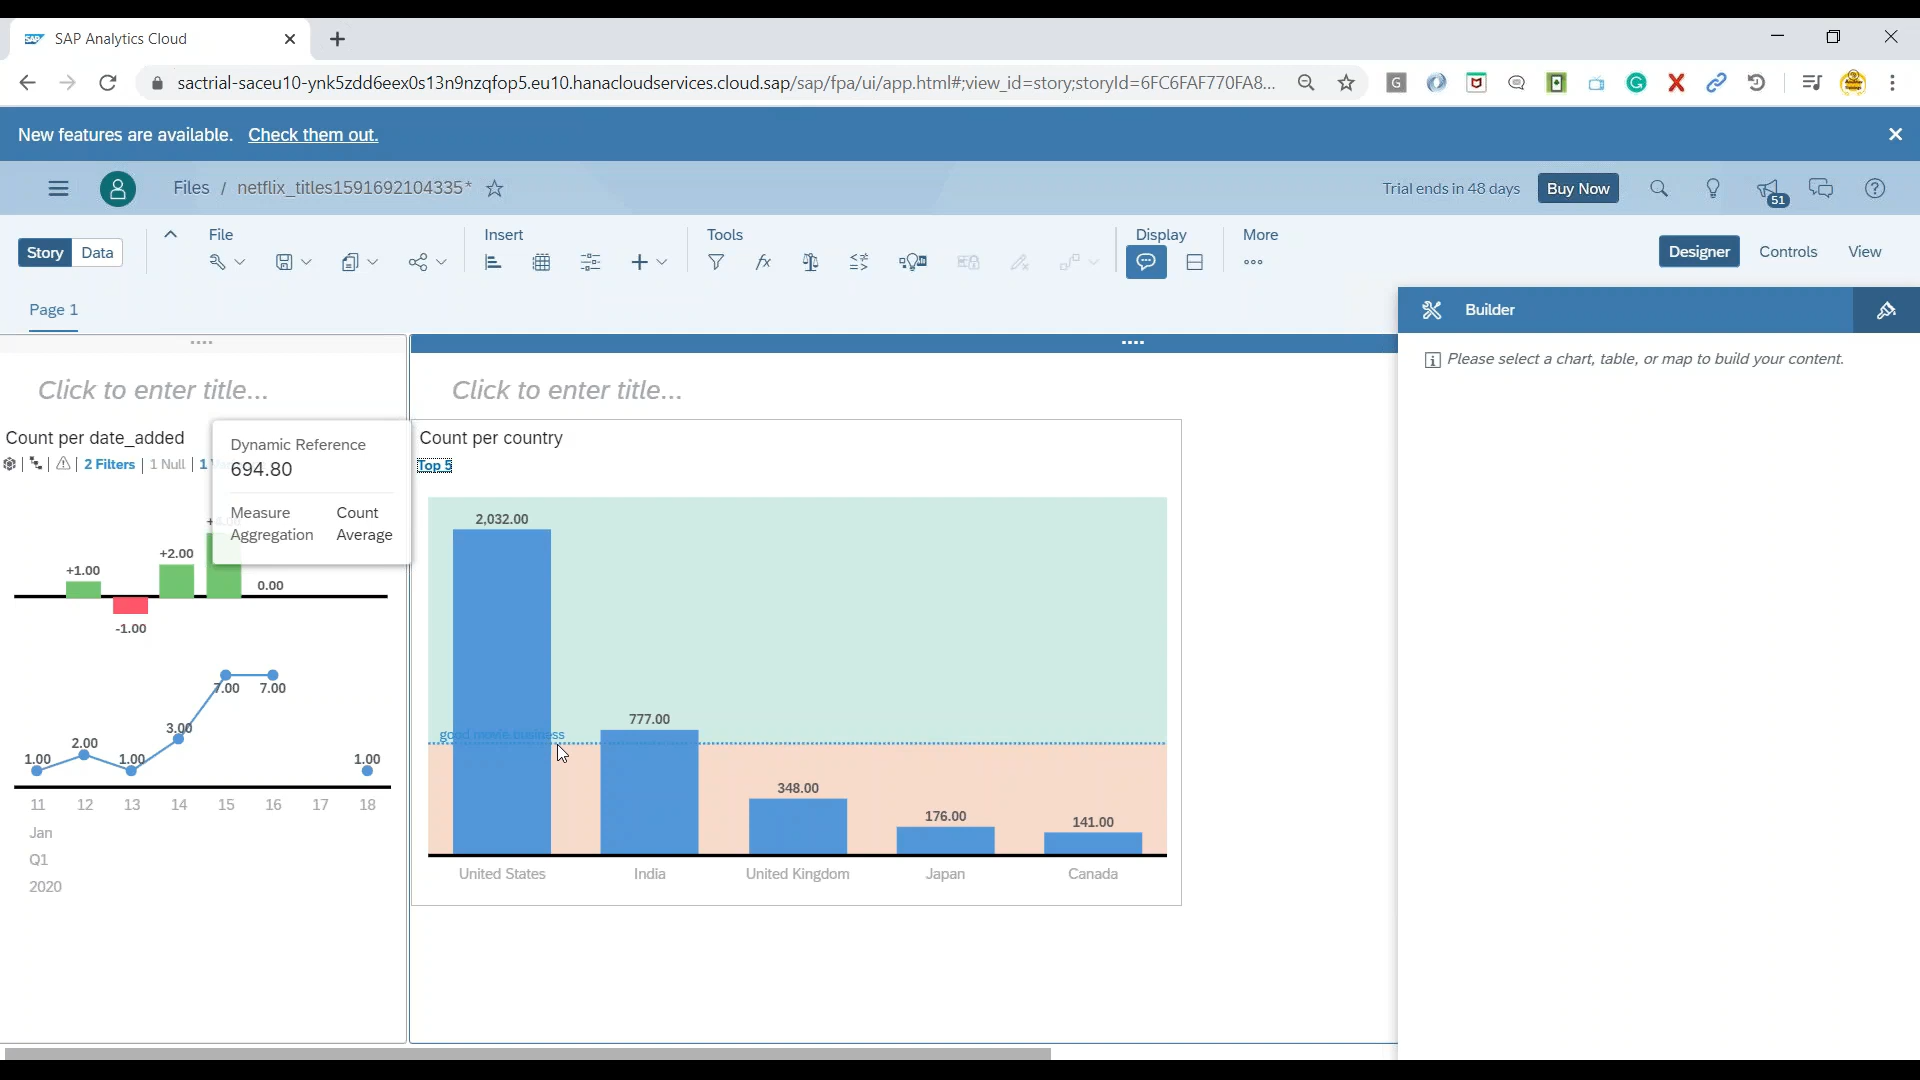 SAP Analytics Cloud
sactrial-saceu10-ynk5zdd6eex0s13n9nzqfop5.eu10.hanacloudservices.cloud.sap/sap/fpa/ui/app.html#;view_id=story;storyId=6FC6FAF770FA8...
New features are available. Check them out.
Files / netflix_titles1591692104335*
Trial ends in 48 days
Buy Now
51
Story
Data
File
Insert
Tools
Display
More
Designer
Controls
View
Page 1
Builder
Please select a chart, table, or map to build your content.
Click to enter title...
Count per date_added
2 Filters
1 Null
1
Dynamic Reference
694.80
Measure
Count
Aggregation
Average
+1.00
-1.00
+2.00
0.00
1.00
2.00
1.00
3.00
7.00
7.00
1.00
11
12
13
14
15
16
17
18
Jan
Q1
2020
Click to enter title...
Count per country
Top 5
2,032.00
777.00
good movie business
348.00
176.00
141.00
United States
India
United Kingdom
Japan
Canada